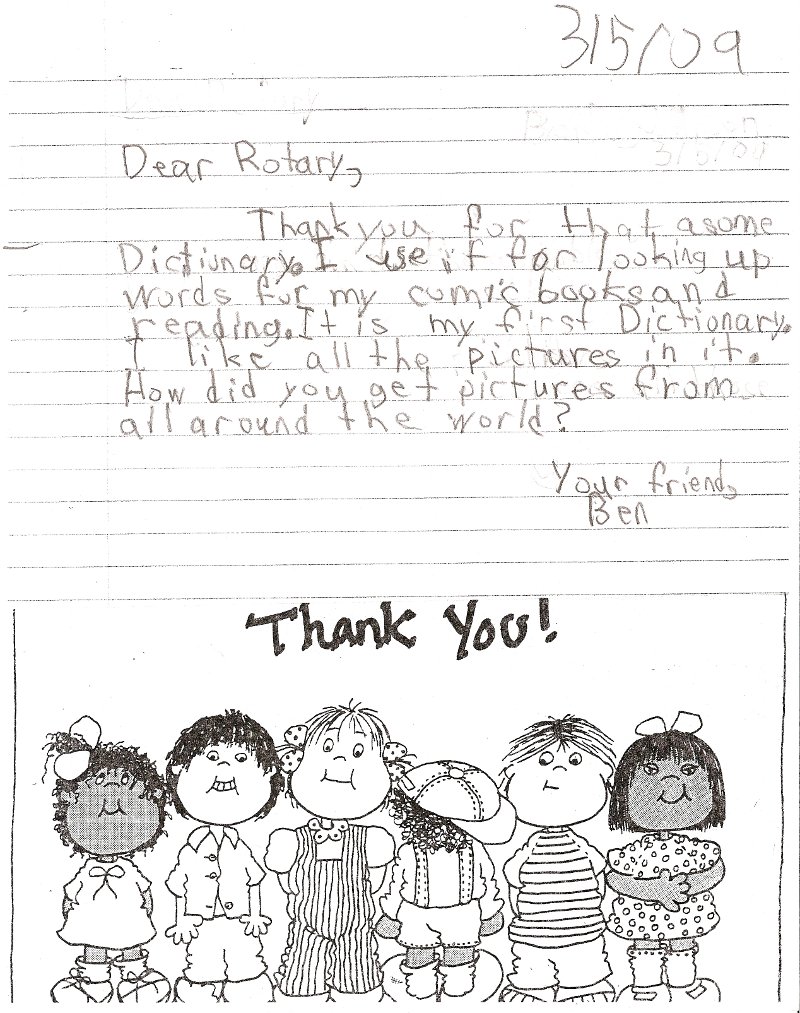 3/5/09
Dear Rotary,
Thank you for that asome
Dictionary. I use it for looking up
words for my comic books and
reading. It is my first Dictionary.
I like all the pictures in it.
How did you get pictures from
all around the world?
Your friend,
Ben
Thank You!